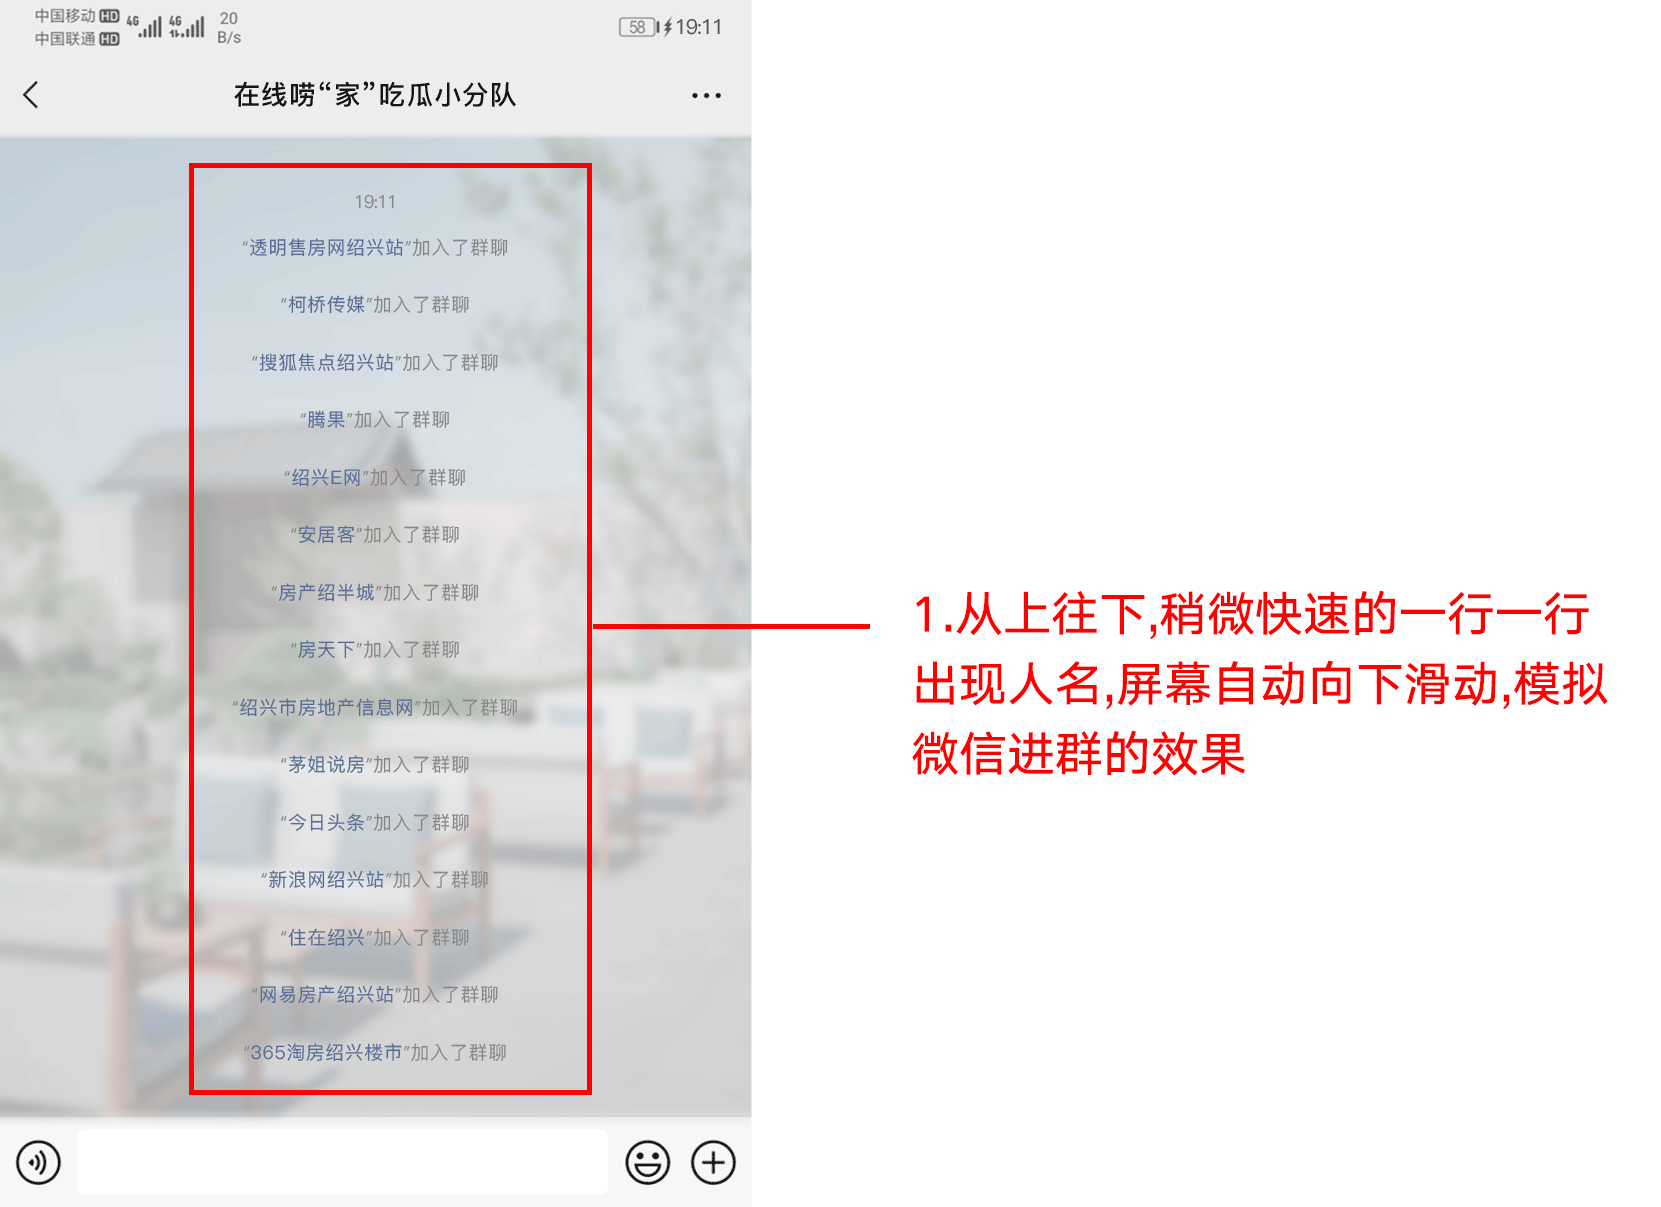 中国移动 HD 4G 4G 20
中国联通 HD B/s
58 19:11
在线唠“家”吃瓜小分队
19:11
“透明售房网绍兴站”加入了群聊
“柯桥传媒”加入了群聊
“搜狐焦点绍兴站”加入了群聊
“腾果”加入了群聊
“绍兴E网”加入了群聊
“安居客”加入了群聊
“房产绍半城”加入了群聊
“房天下”加入了群聊
“绍兴市房地产信息网”加入了群聊
“茅姐说房”加入了群聊
“今日头条”加入了群聊
“新浪网绍兴站”加入了群聊
“住在绍兴”加入了群聊
“网易房产绍兴站”加入了群聊
“365淘房绍兴楼市”加入了群聊
1.从上往下,稍微快速的一行一行
出现人名,屏幕自动向下滑动,模拟
微信进群的效果